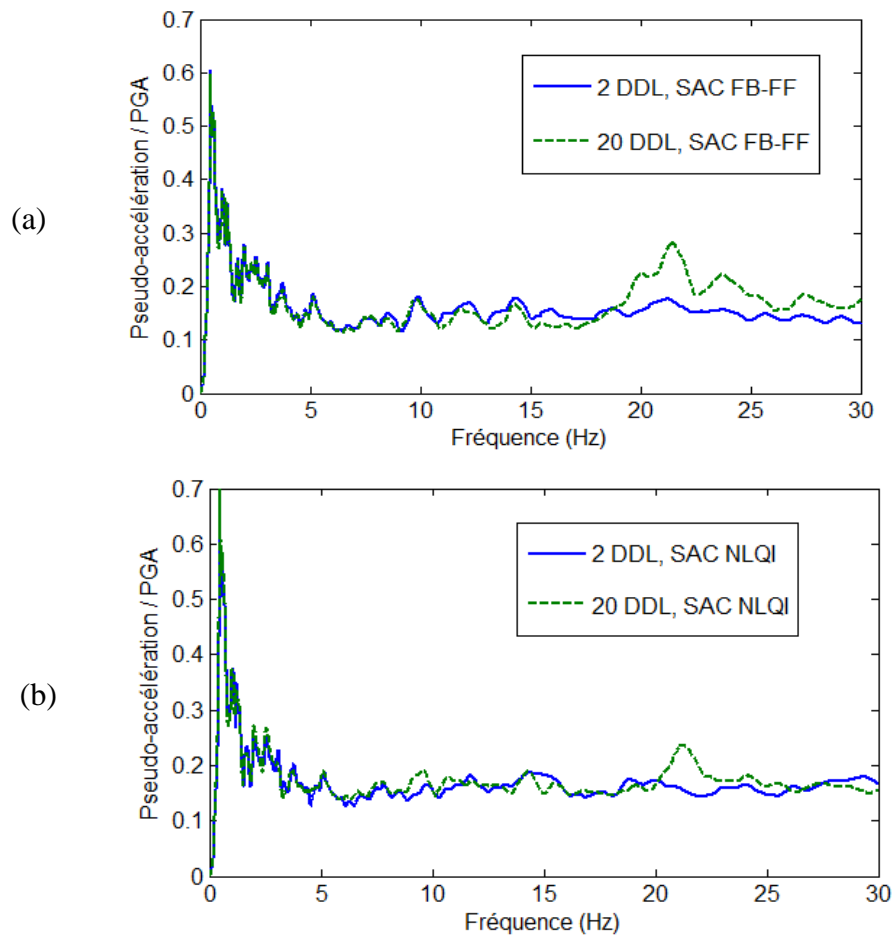 (a)
Pseudo-accélération / PGA
0.7
0.6
0.5
0.4
0.3
0.2
0.1
0
2 DDL, SAC FB-FF
20 DDL, SAC FB-FF
0 5 10 15 20 25 30
Fréquence (Hz)
(b)
Pseudo-accélération / PGA
0.7
0.6
0.5
0.4
0.3
0.2
0.1
0
2 DDL, SAC NLQI
20 DDL, SAC NLQI
0 5 10 15 20 25 30
Fréquence (Hz)